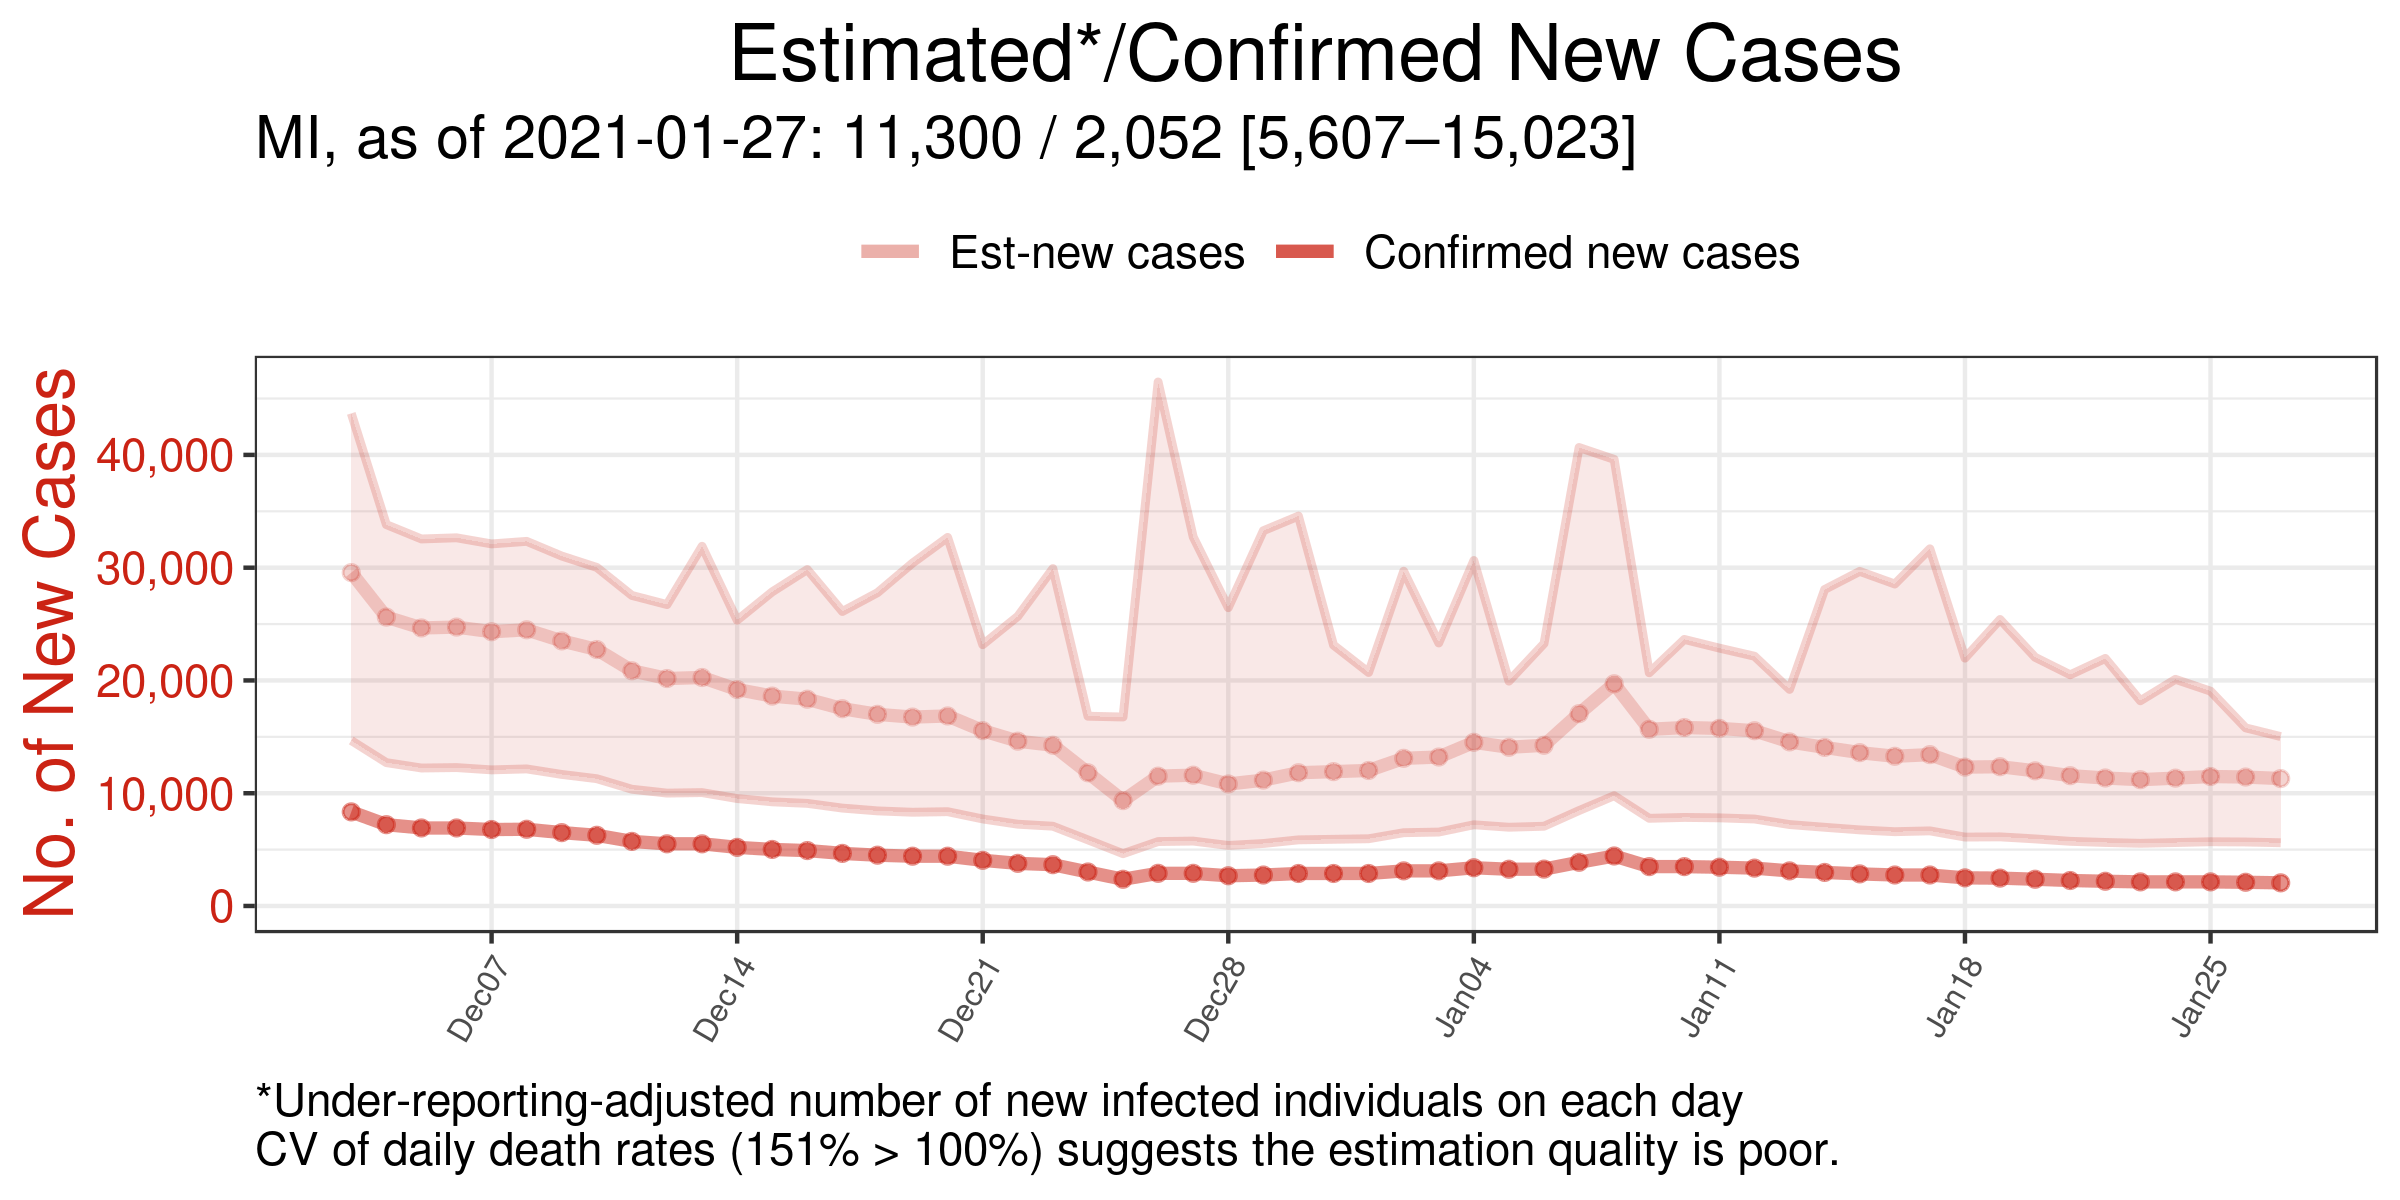 Estimated*/Confirmed New Cases
MI, as of 2021-01-27: 11,300 / 2,052 [5,607–15,023]
Est-new cases
Confirmed new cases
No. of New Cases
40,000
30,000
20,000
10,000
0
Dec07
Dec14
Dec21
Dec28
Jan04
Jan11
Jan18
Jan25
*Under-reporting-adjusted number of new infected individuals on each day
CV of daily death rates (151% > 100%) suggests the estimation quality is poor.